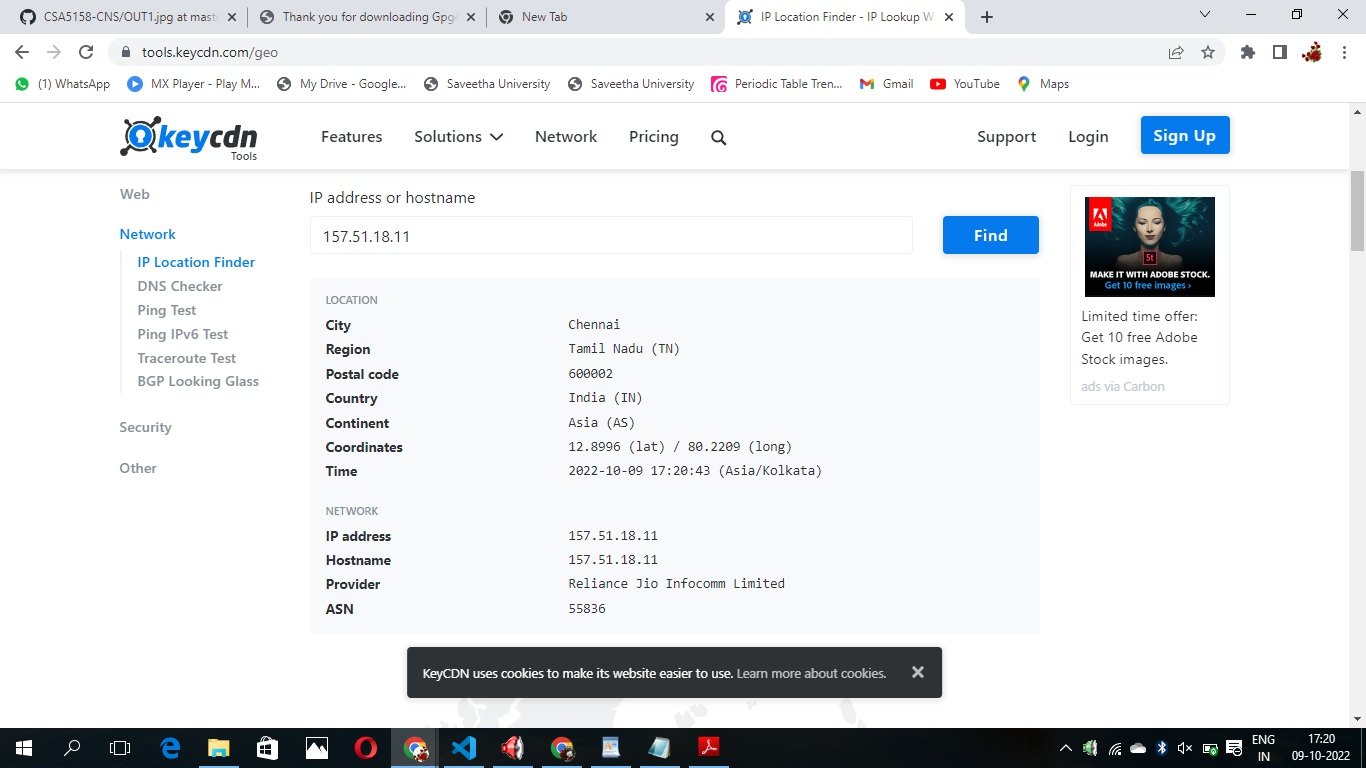 CSA5158-CNS/OUT1.jpg at mast
Thank you for downloading Gpg4
New Tab
IP Location Finder - IP Lookup W
tools.keycdn.com/geo
(1) WhatsApp
MX Player - Play M...
My Drive - Google...
Saveetha University
Saveetha University
Periodic Table Tren...
Gmail
YouTube
Maps
keycdn
Tools
Features
Solutions
Network
Pricing
Support
Login
Sign Up
Web
Network
IP Location Finder
DNS Checker
Ping Test
Ping IPv6 Test
Traceroute Test
BGP Looking Glass
Security
Other
IP address or hostname
157.51.18.11
Find
LOCATION
City Chennai
Region Tamil Nadu (TN)
Postal code 600002
Country India (IN)
Continent Asia (AS)
Coordinates 12.8996 (lat) / 80.2209 (long)
Time 2022-10-09 17:20:43 (Asia/Kolkata)
NETWORK
IP address 157.51.18.11
Hostname 157.51.18.11
Provider Reliance Jio Infocomm Limited
ASN 55836
Adobe
St
MAKE IT WITH ADOBE STOCK.
Get 10 free images ›
Limited time offer:
Get 10 free Adobe
Stock images.
ads via Carbon
KeyCDN uses cookies to make its website easier to use. Learn more about cookies.
ENG
IN
17:20
09-10-2022